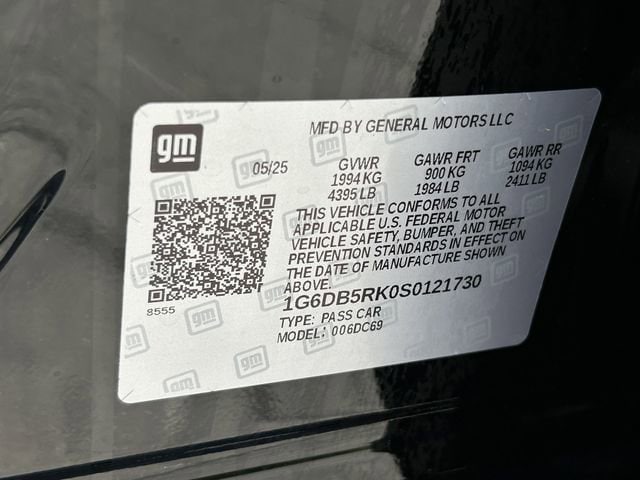 gm
MFD BY GENERAL MOTORS LLC
05/25
GVWR
1994 KG
4395 LB
GAWR FRT
900 KG
1984 LB
GAWR RR
1094 KG
2411 LB
THIS VEHICLE CONFORMS TO ALL
APPLICABLE U.S. FEDERAL MOTOR
VEHICLE SAFETY, BUMPER, AND THEFT
PREVENTION STANDARDS IN EFFECT ON
THE DATE OF MANUFACTURE SHOWN
ABOVE.
8555
1G6DB5RK0S0121730
TYPE: PASS CAR
MODEL: 006DC69